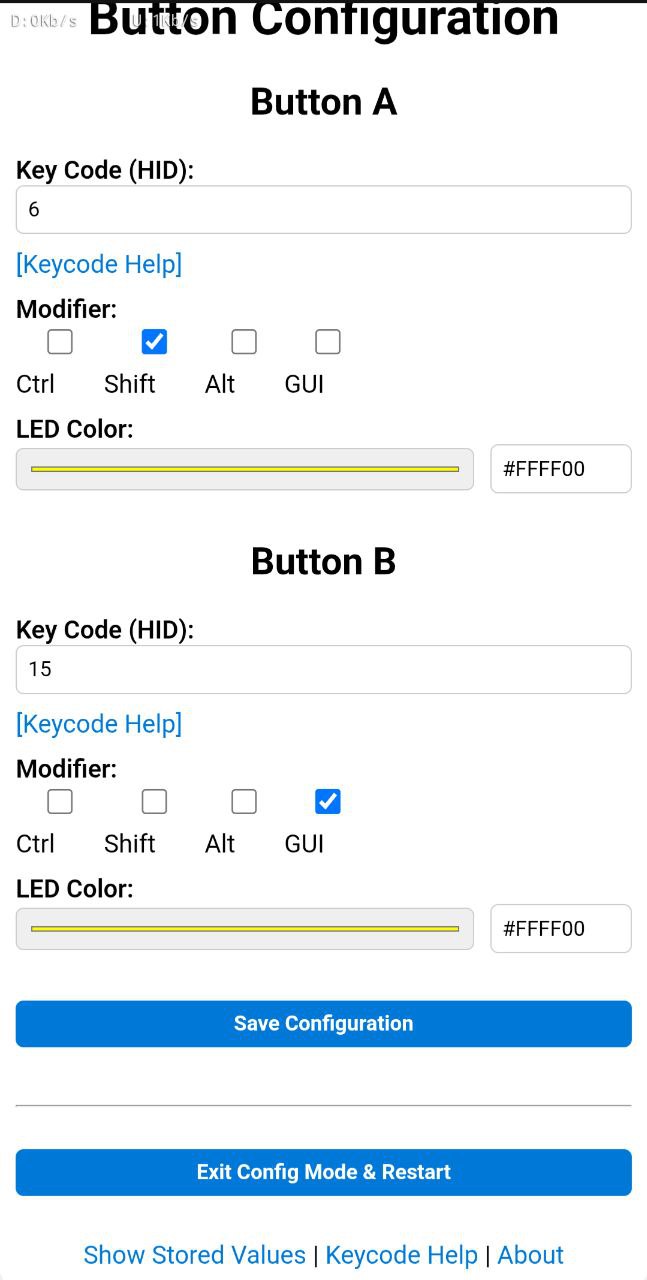 D:0Kb/s U:1Kb/s
Button Configuration
Button A
Key Code (HID):
6
[Keycode Help]
Modifier:
Ctrl Shift Alt GUI
LED Color:
#FFFF00
Button B
Key Code (HID):
15
[Keycode Help]
Modifier:
Ctrl Shift Alt GUI
LED Color:
#FFFF00
Save Configuration
Exit Config Mode & Restart
Show Stored Values | Keycode Help | About